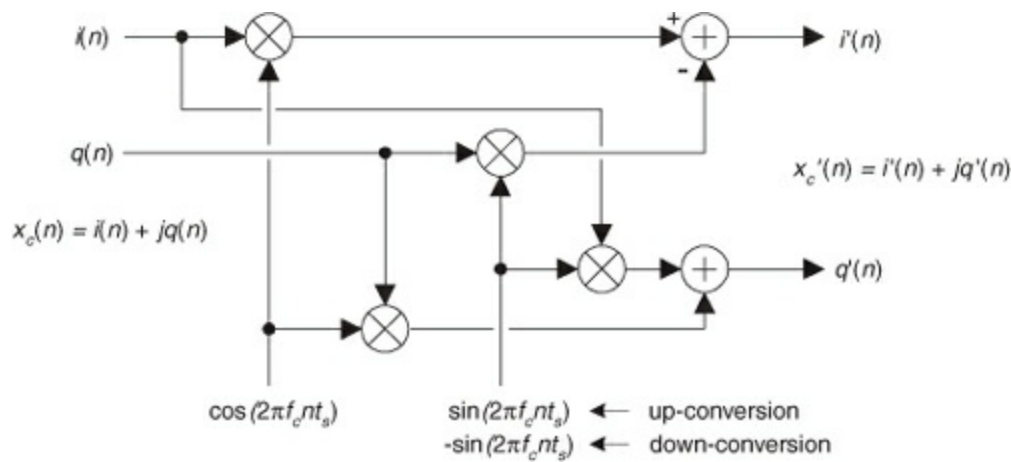 i(n)
+
+
i'(n)
-
q(n)
x_c'(n) = i'(n) + jq'(n)
x_c(n) = i(n) + jq(n)
+
q'(n)
cos(2πf_cnt_s)
sin(2πf_cnt_s)
up-conversion
-sin(2πf_cnt_s)
down-conversion